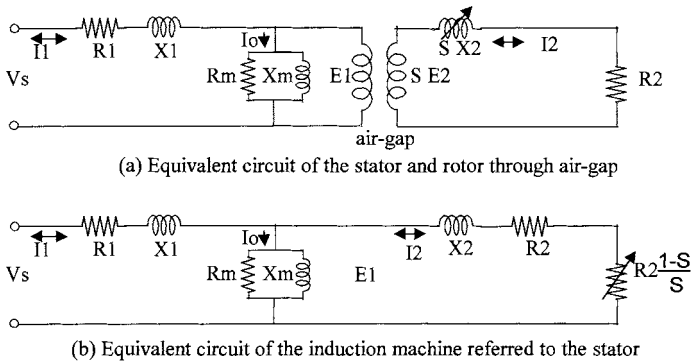 I1 R1 X1 Io S X2 I2
Vs Rm Xm E1 S E2 R2
air-gap
(a) Equivalent circuit of the stator and rotor through air-gap
I1 R1 X1 Io I2 X2 R2
Vs Rm Xm E1 R2 1-S
S
(b) Equivalent circuit of the induction machine referred to the stator